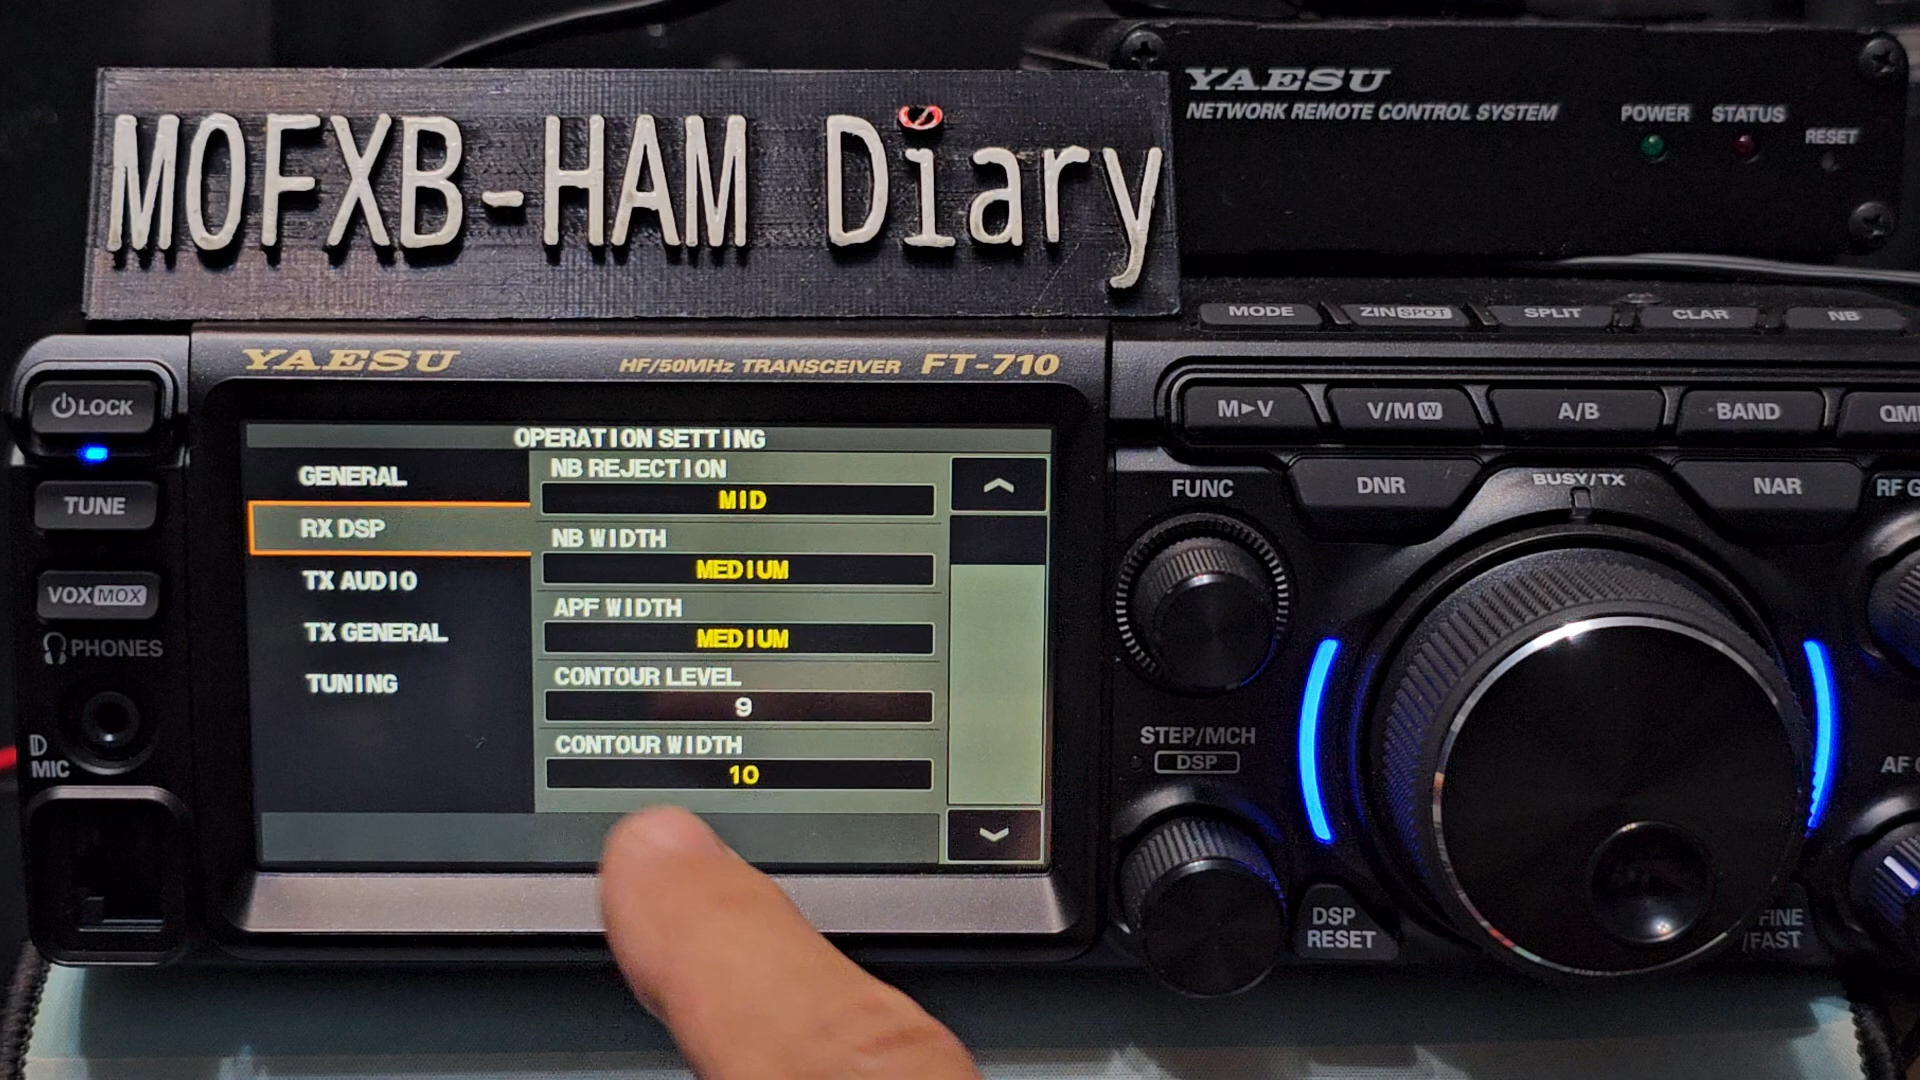 MOFXB-HAM Diary
YAESU
NETWORK REMOTE CONTROL SYSTEM
POWER STATUS
RESET
MODE ZIN SPOT SPLIT CLAR NB
YAESU HF/50MHz TRANSCEIVER FT-710
LOCK
M▶V V/M W A/B BAND
TUNE
VOX MOX
PHONES
MIC
OPERATION SETTING
GENERAL
RX DSP
TX AUDIO
TX GENERAL
TUNING
NB REJECTION
MID
NB WIDTH
MEDIUM
APF WIDTH
MEDIUM
CONTOUR LEVEL
9
CONTOUR WIDTH
10
FUNC DNR BUSY/TX NAR RF
STEP/MCH
DSP
AF
DSP
RESET
FINE
/FAST